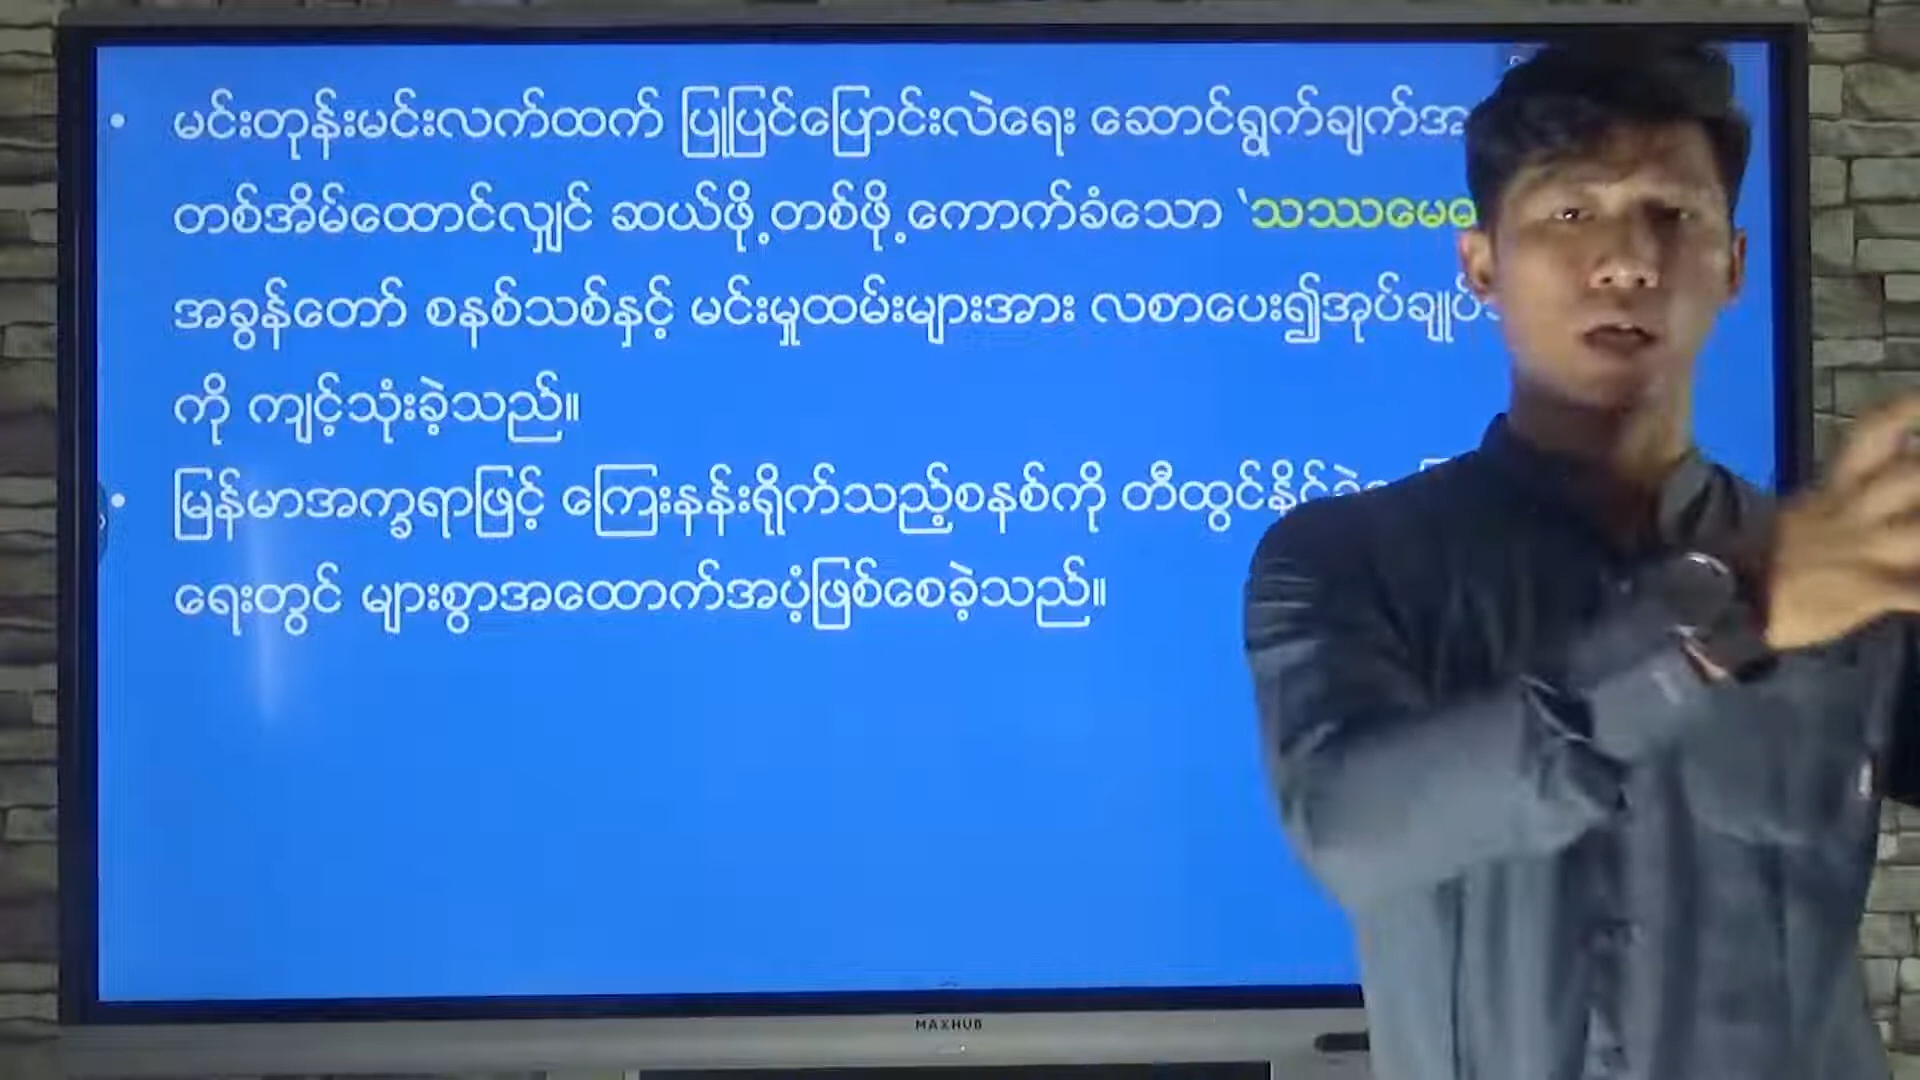 • မင်းတုန်းမင်းလက်ထက် ပြုပြင်ပြောင်းလဲရေး ဆောင်ရွက်ချက်
တစ်အိမ်ထောင်လျှင် ဆယ်ဖို့တစ်ဖို့ကောက်ခံသော ‘သဿမေဓ
အခွန်တော် စနစ်သစ်နှင့် မင်းမှုထမ်းများအား လစာပေး၍အုပ်ချုပ်
ကို ကျင့်သုံးခဲ့သည်။
• မြန်မာအက္ခရာဖြင့် ကြေးနန်းရိုက်သည့်စနစ်ကို တီထွင်နိုင်
ရေးတွင် များစွာအထောက်အပံ့ဖြစ်စေခဲ့သည်။
MAXHUB